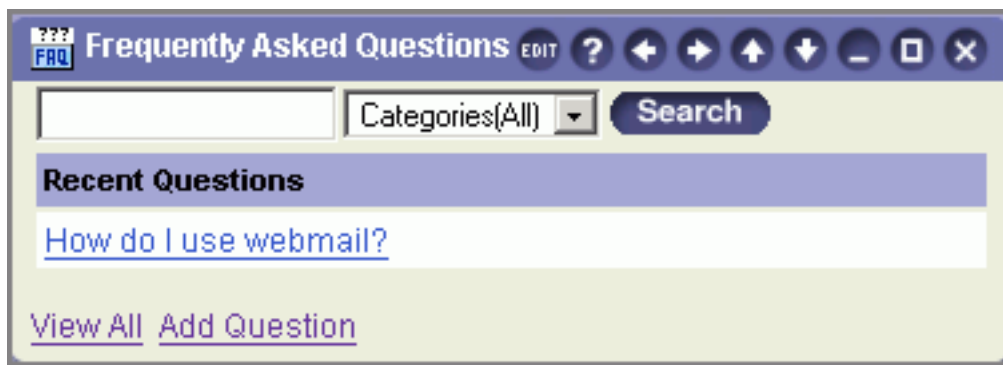 ??? FAQ Frequently Asked Questions EDIT ?
Categories(All) Search
Recent Questions
How do I use webmail?
View All Add Question